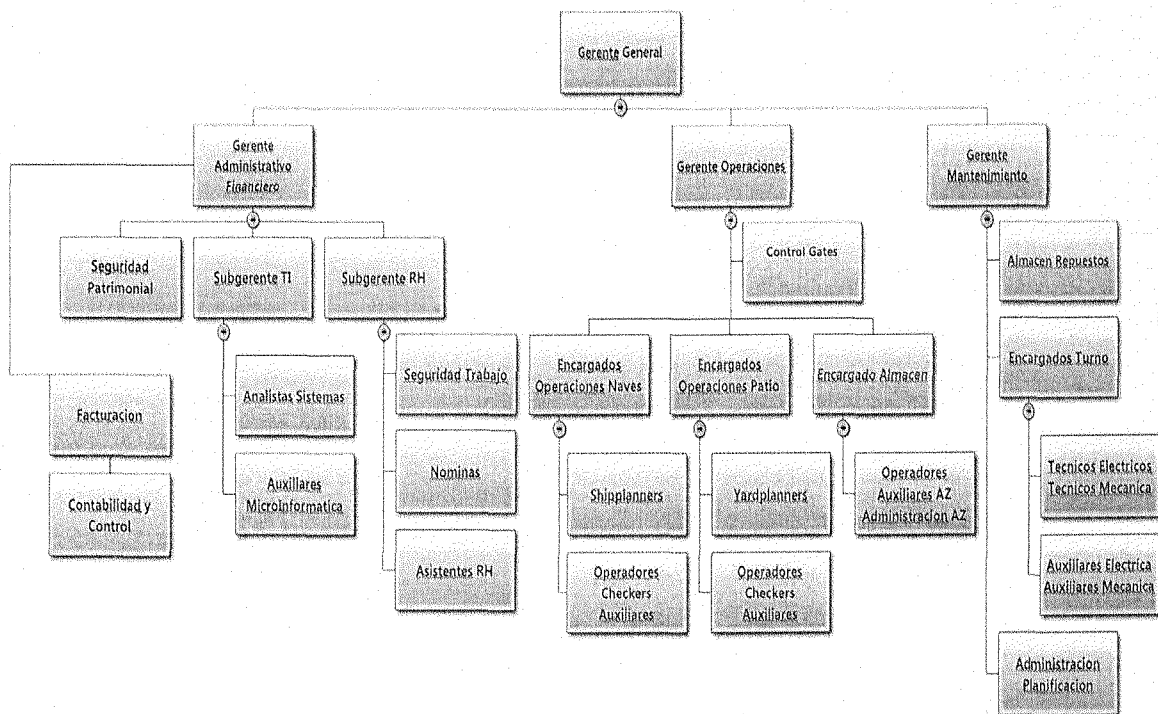 Gerente General
Gerente
Administrativo
Financiero
Gerente Operaciones
Gerente
Mantenimiento
Seguridad
Patrimonial
Subgerente TI
Subgerente RH
Control Gates
Almacen Repuestos
Facturacion
Analistas Sistemas
Seguridad Trabajo
Encargados
Operaciones Naves
Encargados
Operaciones Patio
Encargado Almacen
Encargados Turno
Contabilidad y
Control
Auxiliares
MicroInformatica
Nominas
Shipplanners
Yardplanners
Operadores
Auxiliares AZ
Administracion AZ
Tecnicos Electricos
Tecnicos Mecanica
Asistentes RH
Operadores
Checkers
Auxiliares
Operadores
Checkers
Auxiliares
Auxiliares Electrica
Auxiliares Mecanica
Administracion
Planificacion